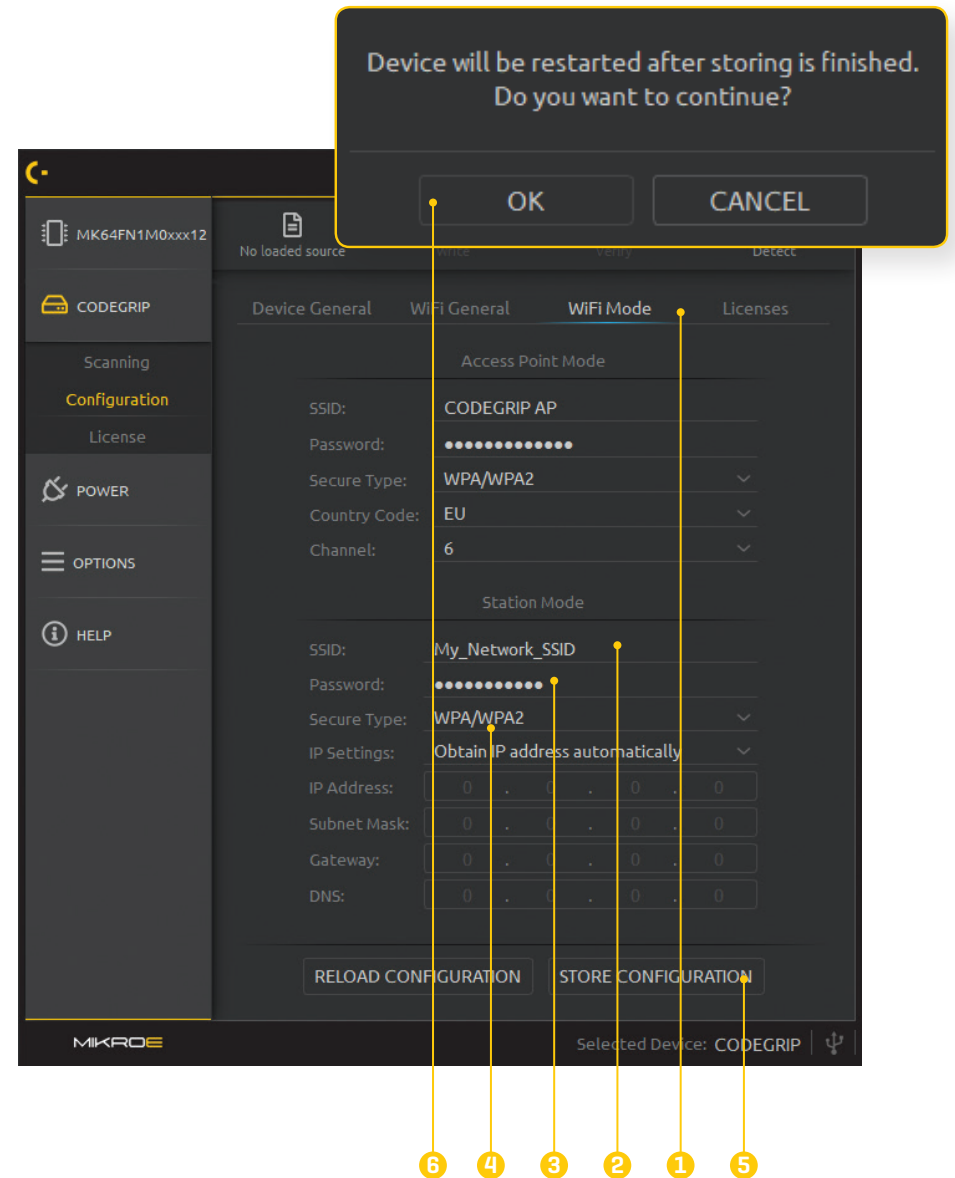 Device will be restarted after storing is finished.
Do you want to continue?
OK CANCEL
MK64FN1M0xxx12
No loaded source Write Verify Detect
CODEGRIP
Scanning
Configuration
License
POWER
OPTIONS
HELP
Device General WiFi General WiFi Mode Licenses
Access Point Mode
SSID: CODEGRIP AP
Password: •••••••••••••
Secure Type: WPA/WPA2
Country Code: EU
Channel: 6
Station Mode
SSID: My_Network_SSID
Password: •••••••••••
Secure Type: WPA/WPA2
IP Settings: Obtain IP address automatically
IP Address: 0 . 0 . 0 . 0
Subnet Mask: 0 . 0 . 0 . 0
Gateway: 0 . 0 . 0 . 0
DNS: 0 . 0 . 0 . 0
RELOAD CONFIGURATION STORE CONFIGURATION
MIKROE Selected Device: CODEGRIP
6 4 3 2 1 5